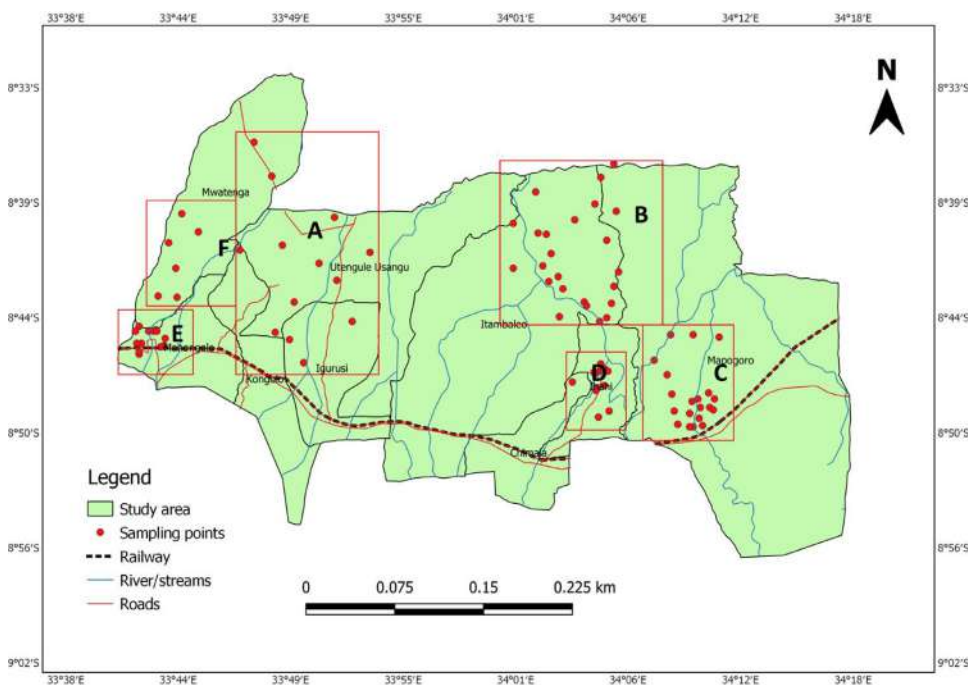 33°38'E 33°44'E 33°49'E 33°55'E 34°01'E 34°06'E 34°12'E 34°18'E
N
8°33'S 8°33'S
Mwatenga
8°39'S 8°39'S
A B
F
Utengule Usangu
8°44'S Itambaleo 8°44'S
E
Mapogoro
Igurusi D C
Ihahi
8°50'S 8°50'S
Chimala
Legend
Study area
Sampling points
8°56'S Railway 8°56'S
River/streams
Roads
0 0.075 0.15 0.225 km
9°02'S 9°02'S
33°38'E 33°44'E 33°49'E 33°55'E 34°01'E 34°06'E 34°12'E 34°18'E